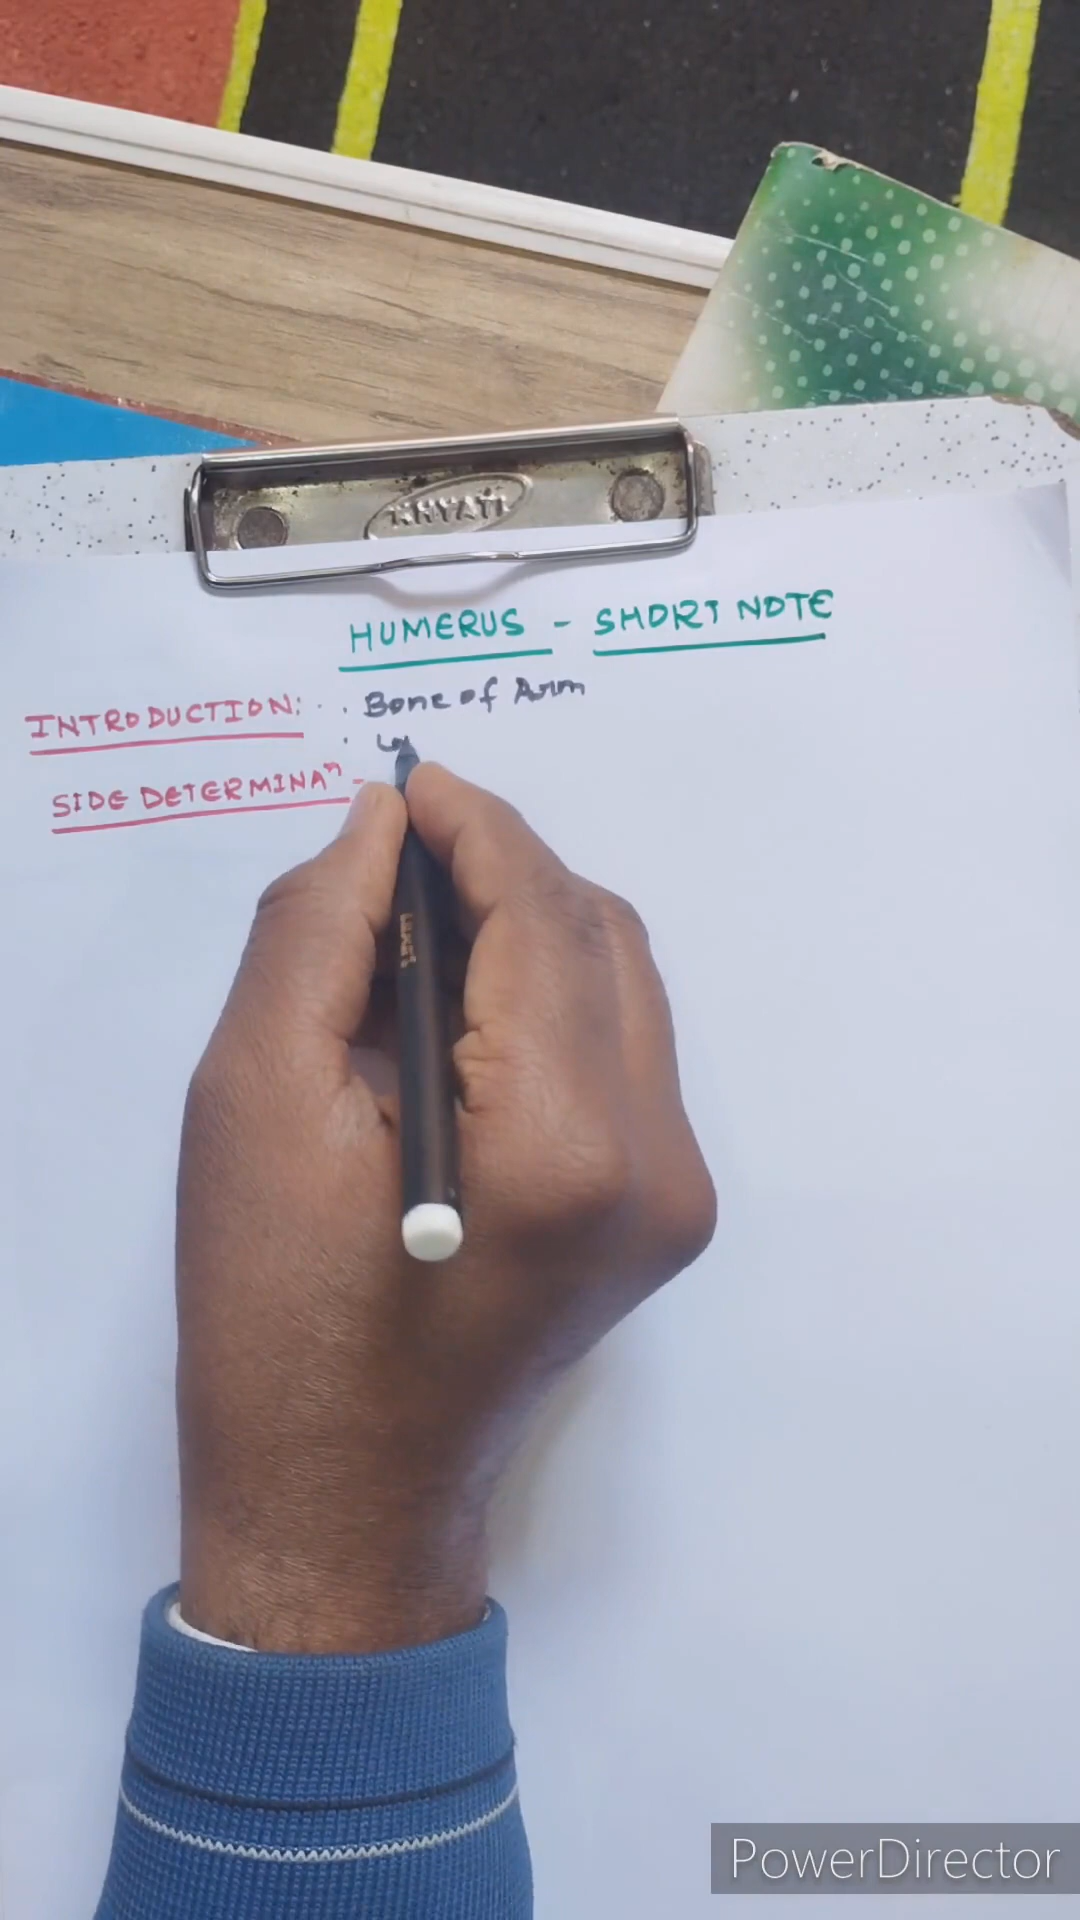 KHYATI
HUMERUS - SHORT NOTE
INTRODUCTION: · . Bone of Arm
.
SIDE DETERMINAⁿ -
PowerDirector